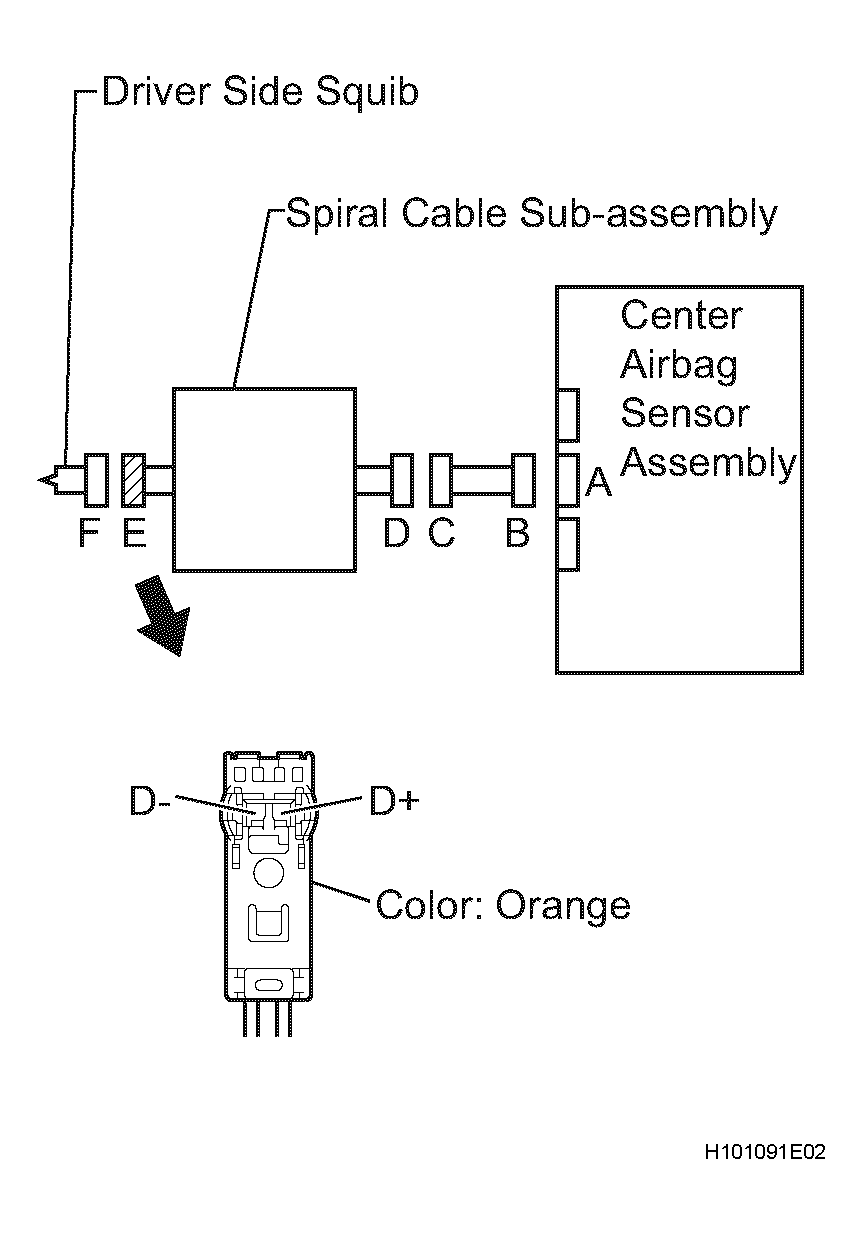 Driver Side Squib
Spiral Cable Sub-assembly
Center
Airbag
Sensor
Assembly
A
F E D C B
D- D+
Color: Orange
H101091E02